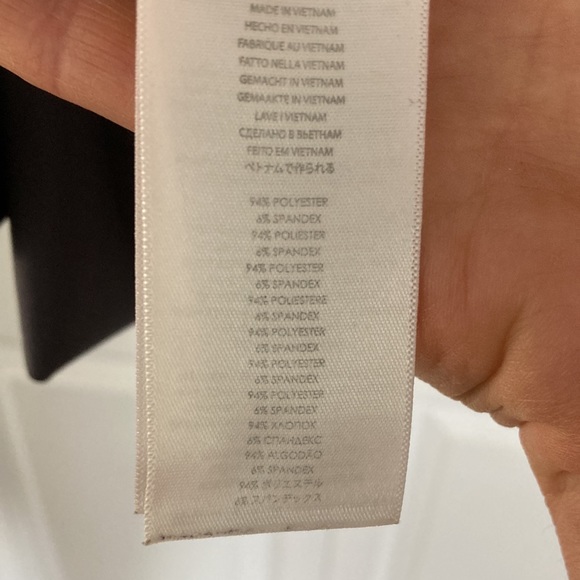 MADE IN VIETNAM
HECHO EN VIETNAM
FABRIQUE AU VIETNAM
FATTO NELLA VIETNAM
GEMACHT IN VIETNAM
GEMAAKTE IN VIETNAM
LAVE I VIETNAM
СДЕЛАНО В ВЬЕТНАМ
FEITO EM VIETNAM
ベトナムで作られる
94% POLYESTER
6% SPANDEX
94% POLIESTER
6% SPANDEX
94% POLYESTER
6% SPANDEX
94% POLIESTERE
6% SPANDEX
94% POLYESTER
6% SPANDEX
94% POLYESTER
6% SPANDEX
94% POLYESTER
6% SPANDEX
94% ХЛОПОК
6% СПАНДЕКС
94% ALGODÃO
6% SPANDEX
94% ポリエステル
6% スパンデックス